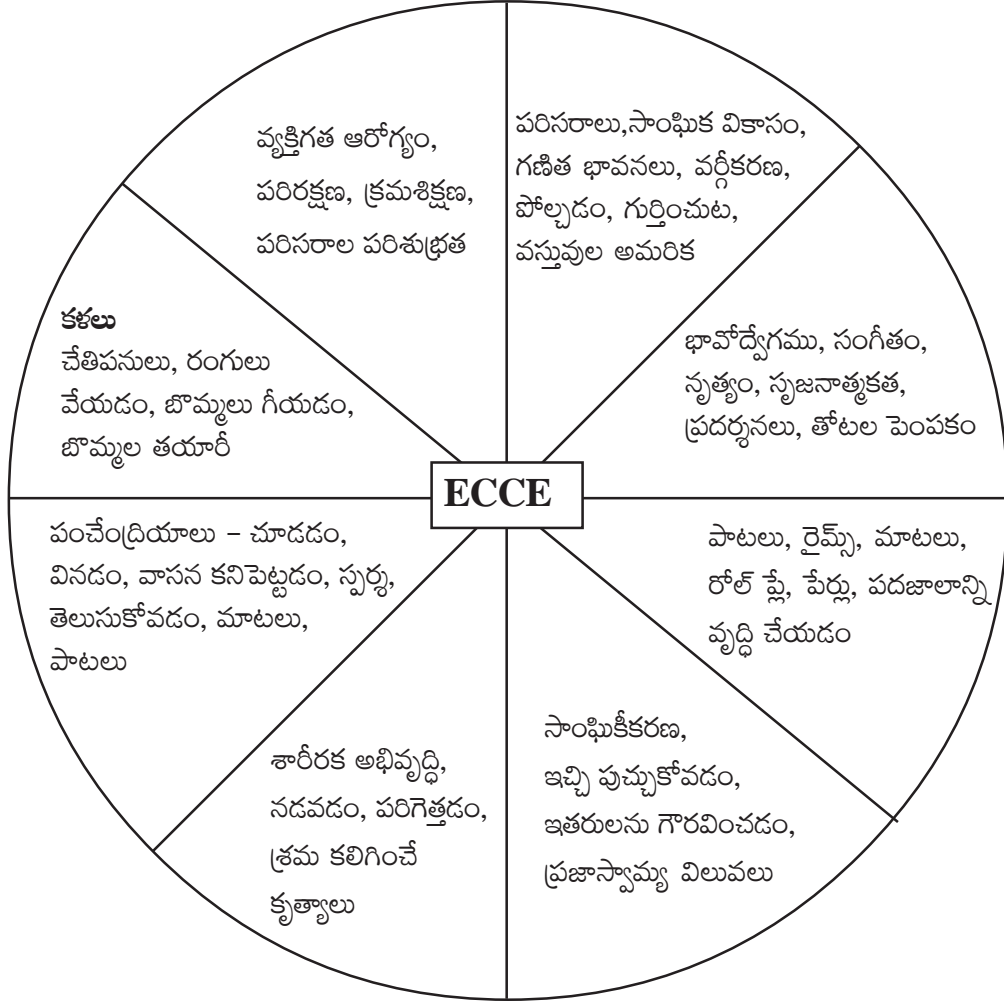 వ్యక్తిగత ఆరోగ్యం,
పరిరక్షణ, క్రమశిక్షణ,
పరిసరాల పరిశుభ్రత
పరిసరాలు,సాంఘిక వికాసం,
గణిత భావనలు, వర్గీకరణ,
పోల్చడం, గుర్తించుట,
వస్తువుల అమరిక
కళలు
చేతిపనులు, రంగులు
వేయడం, బొమ్మలు గీయడం,
బొమ్మల తయారీ
భావోద్వేగము, సంగీతం,
నృత్యం, సృజనాత్మకత,
ప్రదర్శనలు, తోటల పెంపకం
ECCE
పంచేంద్రియాలు – చూడడం,
వినడం, వాసన కనిపెట్టడం, స్పర్శ,
తెలుసుకోవడం, మాటలు,
పాటలు
పాటలు, రైమ్స్, మాటలు,
రోల్ ప్లే, పేర్లు, పదజాలాన్ని
వృద్ధి చేయడం
శారీరక అభివృద్ధి,
నడవడం, పరిగెత్తడం,
శ్రమ కలిగించే
కృత్యాలు
సాంఘికీకరణ,
ఇచ్చి పుచ్చుకోవడం,
ఇతరులను గౌరవించడం,
ప్రజాస్వామ్య విలువలు